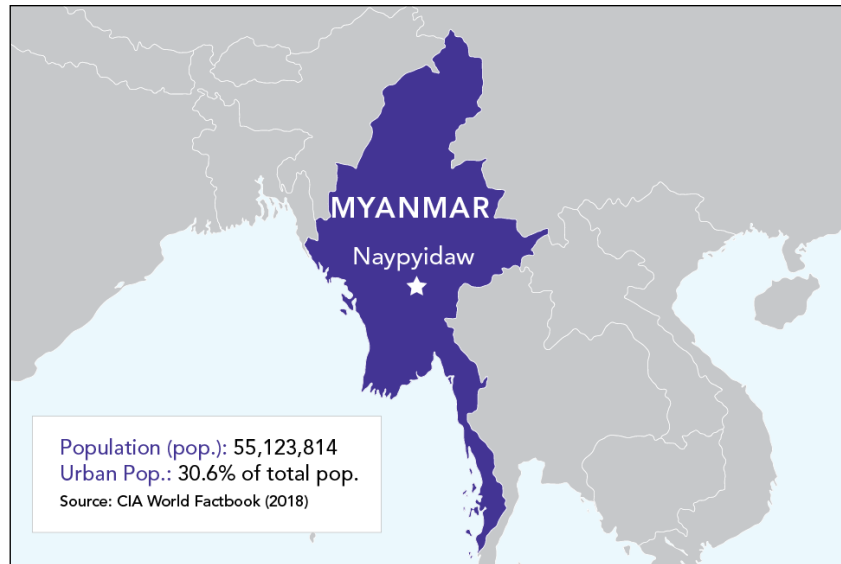 MYANMAR
Naypyidaw
Population (pop.): 55,123,814
Urban Pop.: 30.6% of total pop.
Source: CIA World Factbook (2018)